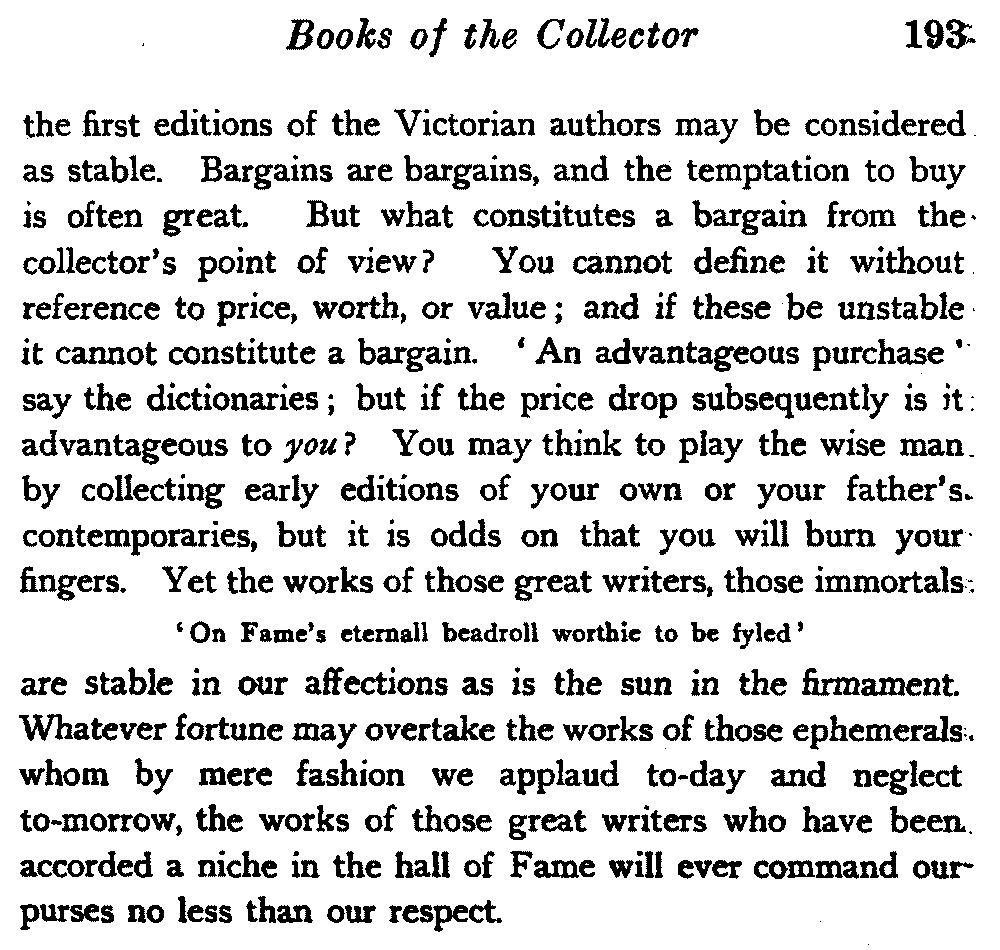 Books of the Collector 193
the first editions of the Victorian authors may be considered
as stable. Bargains are bargains, and the temptation to buy
is often great. But what constitutes a bargain from the
collector's point of view? You cannot define it without
reference to price, worth, or value; and if these be unstable
it cannot constitute a bargain. 'An advantageous purchase'
say the dictionaries; but if the price drop subsequently is it
advantageous to you? You may think to play the wise man
by collecting early editions of your own or your father's
contemporaries, but it is odds on that you will burn your
fingers. Yet the works of those great writers, those immortals
'On Fame's eternall beadroll worthie to be fyled'
are stable in our affections as is the sun in the firmament.
Whatever fortune may overtake the works of those ephemerals
whom by mere fashion we applaud to-day and neglect
to-morrow, the works of those great writers who have been
accorded a niche in the hall of Fame will ever command our
purses no less than our respect.